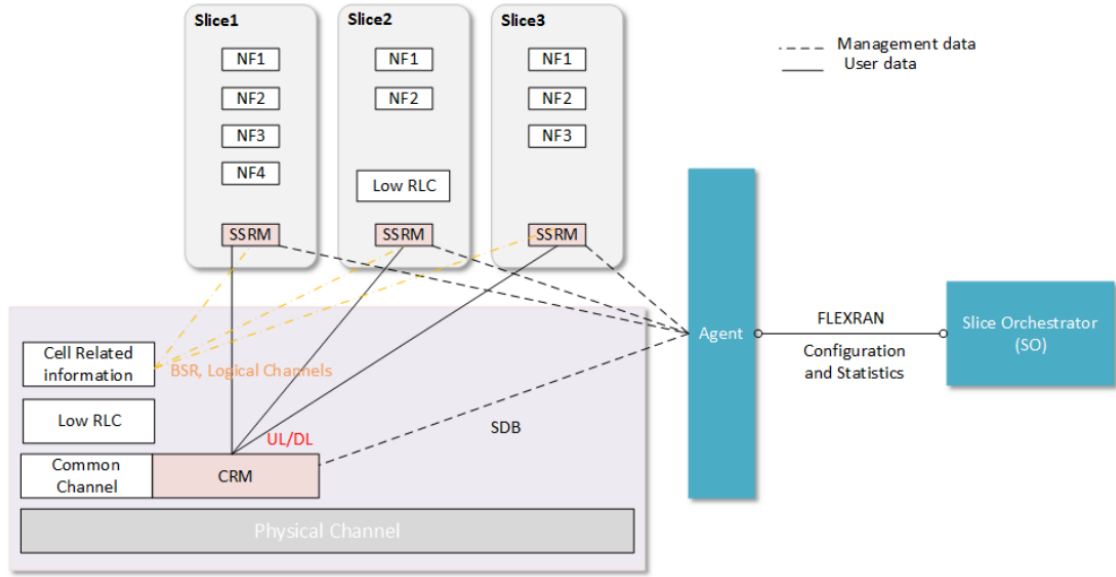 Slice1
NF1
NF2
NF3
NF4
SSRM
Slice2
NF1
NF2
Low RLC
SSRM
Slice3
NF1
NF2
NF3
SSRM
Management data
User data
Cell Related
information
BSR, Logical Channels
Low RLC
UL/DL
Common
Channel
CRM
SDB
Physical Channel
Agent
FLEXRAN
Configuration
and Statistics
Slice Orchestrator
(SO)